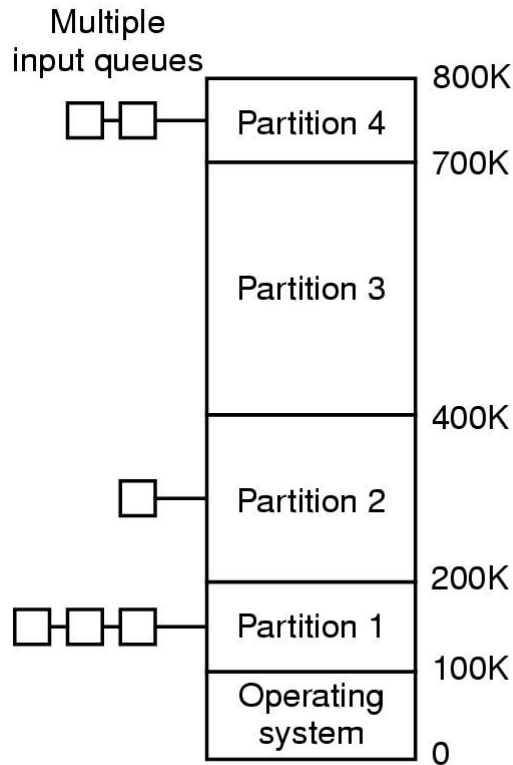 Multiple
input queues
800K
Partition 4
700K
Partition 3
400K
Partition 2
200K
Partition 1
100K
Operating
system
0